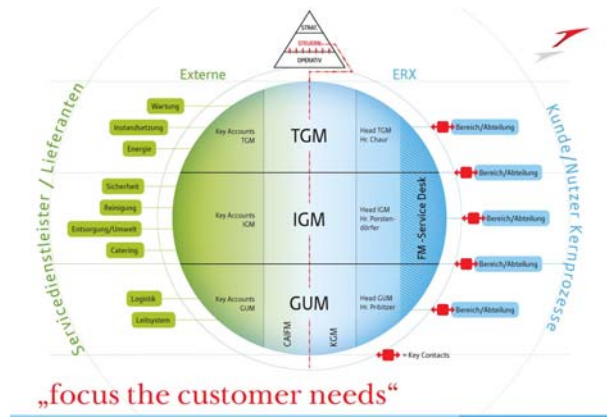 STRAT.
STEUERN
OPERATIV
Externe
ERX
Servicedienstleister / Lieferanten
Kunde/Nutzer Kernprozesse
Wartung
Instandsetzung
Energie
Key Accounts
TGM
TGM
Head TGM
Hr. Chaur
Bereich/Abteilung
Bereich/Abteilung
Sicherheit
Reinigung
Entsorgung/Umwelt
Catering
Key Accounts
IGM
IGM
Head IGM
Hr. Porsten-
dörfer
FM -Service Desk
Bereich/Abteilung
Bereich/Abteilung
Logistik
Leitsystem
Key Accounts
GUM
GUM
Head GUM
Hr. Pribitzer
Bereich/Abteilung
CAIFM
KGM
= Key Contacts
„focus the customer needs“